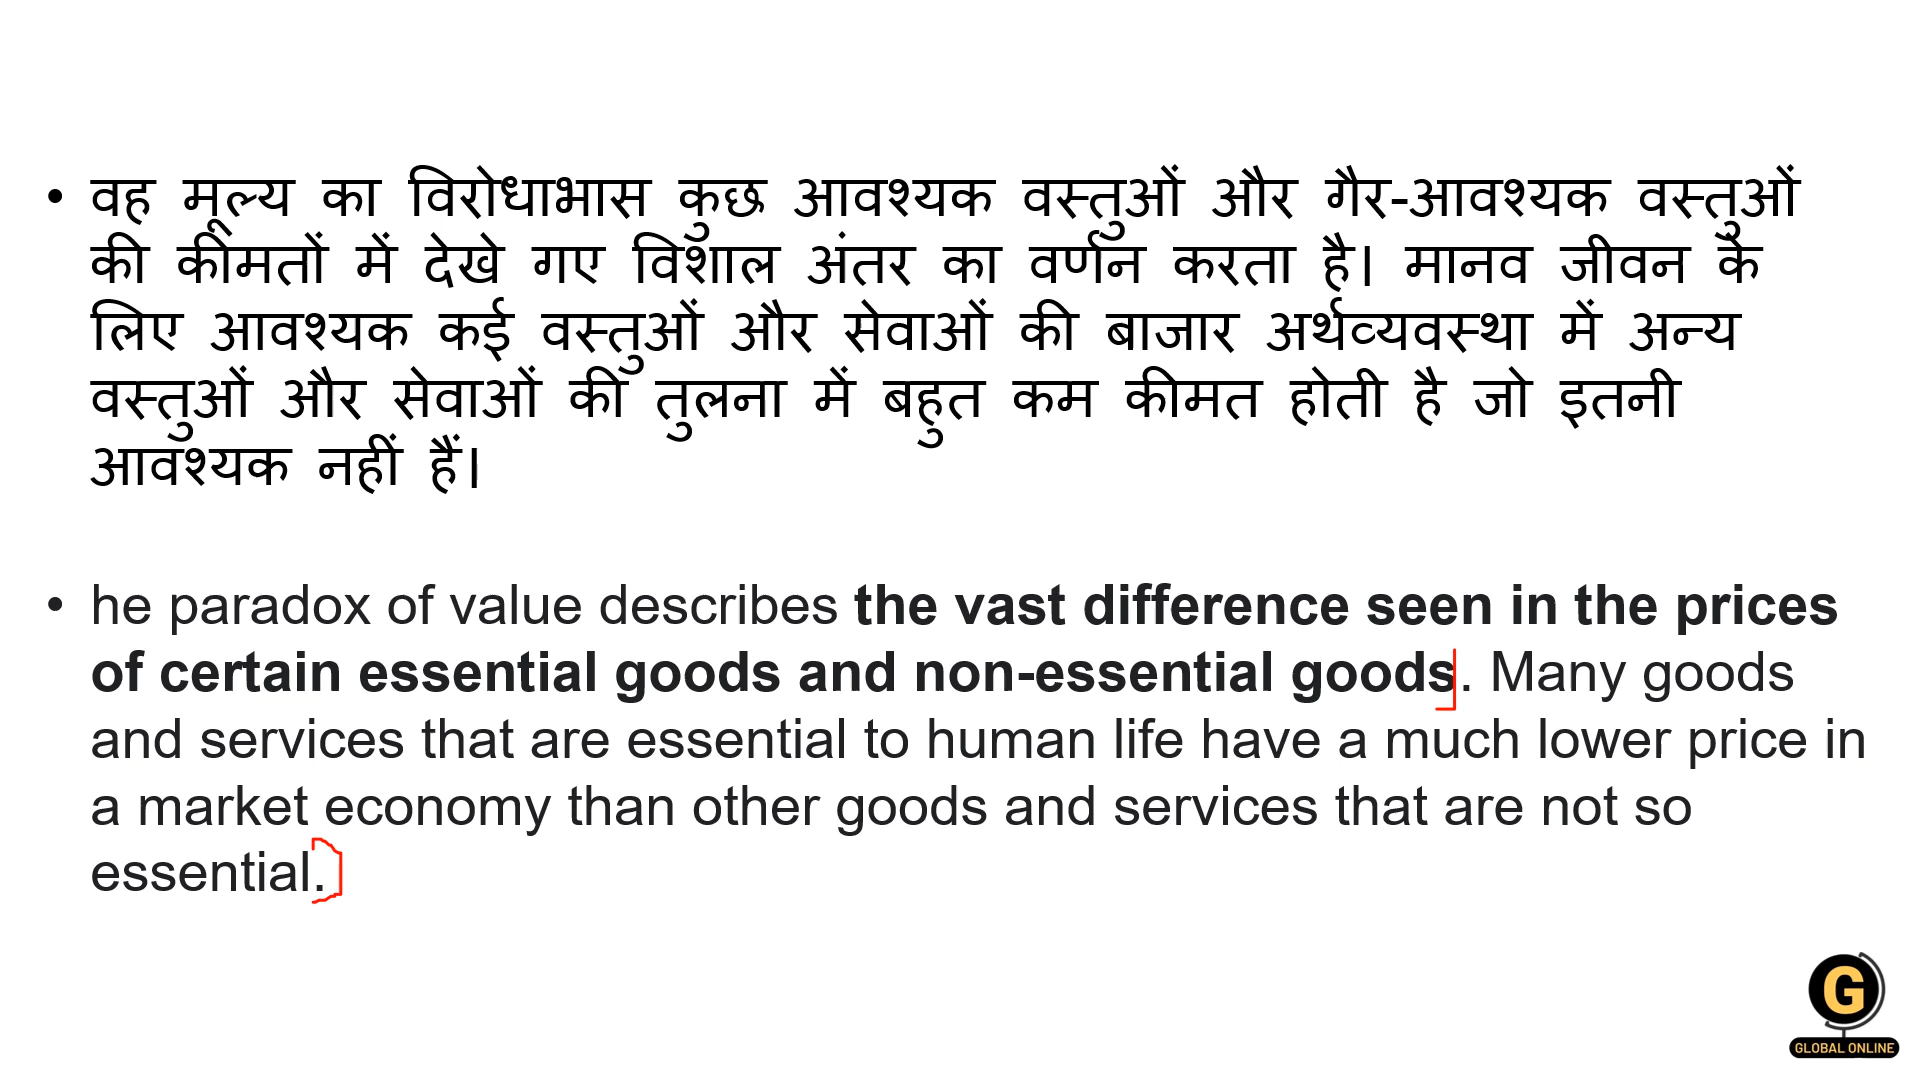 • वह मूल्य का विरोधाभास कुछ आवश्यक वस्तुओं और गैर-आवश्यक वस्तुओं
की कीमतों में देखे गए विशाल अंतर का वर्णन करता है। मानव जीवन के
लिए आवश्यक कई वस्तुओं और सेवाओं की बाजार अर्थव्यवस्था में अन्य
वस्तुओं और सेवाओं की तुलना में बहुत कम कीमत होती है जो इतनी
आवश्यक नहीं हैं।
• he paradox of value describes the vast difference seen in the prices
of certain essential goods and non-essential goods. Many goods
and services that are essential to human life have a much lower price in
a market economy than other goods and services that are not so
essential.
G
GLOBAL ONLINE